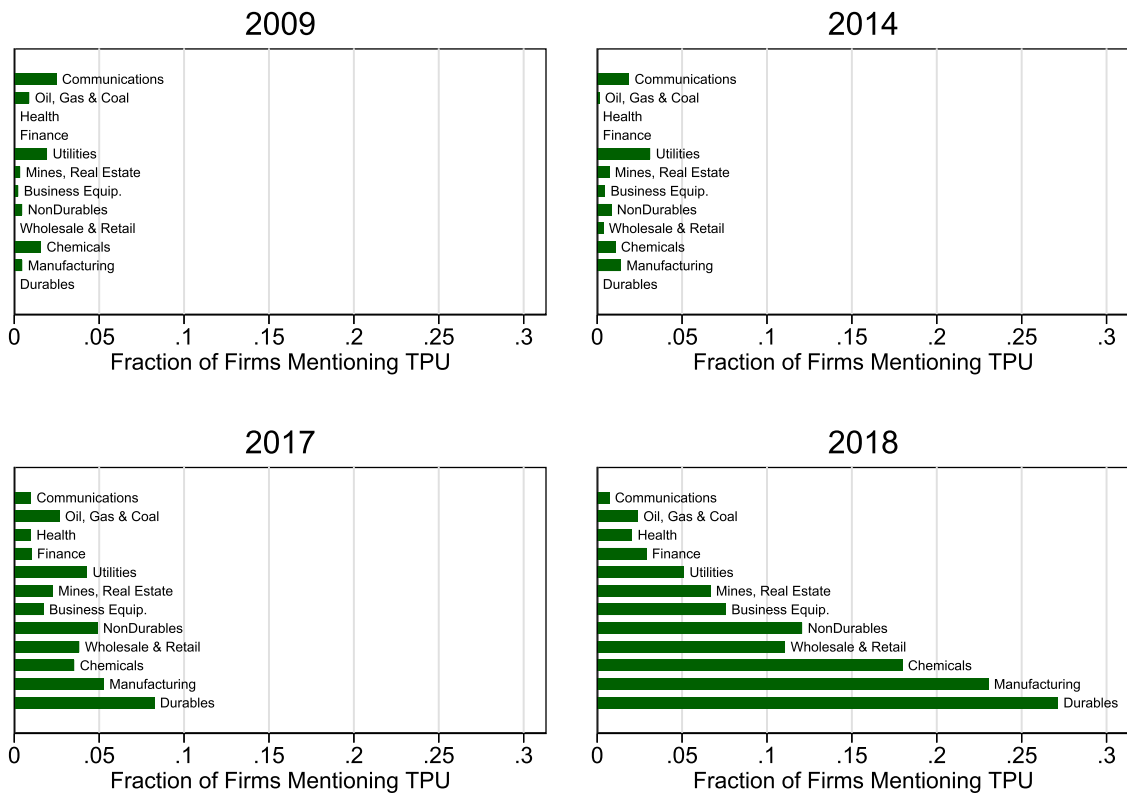 2009
Communications
Oil, Gas & Coal
Health
Finance
Utilities
Mines, Real Estate
Business Equip.
NonDurables
Wholesale & Retail
Chemicals
Manufacturing
Durables
0 .05 .1 .15 .2 .25 .3
Fraction of Firms Mentioning TPU
2014
Communications
Oil, Gas & Coal
Health
Finance
Utilities
Mines, Real Estate
Business Equip.
NonDurables
Wholesale & Retail
Chemicals
Manufacturing
Durables
0 .05 .1 .15 .2 .25 .3
Fraction of Firms Mentioning TPU
2017
Communications
Oil, Gas & Coal
Health
Finance
Utilities
Mines, Real Estate
Business Equip.
NonDurables
Wholesale & Retail
Chemicals
Manufacturing
Durables
0 .05 .1 .15 .2 .25 .3
Fraction of Firms Mentioning TPU
2018
Communications
Oil, Gas & Coal
Health
Finance
Utilities
Mines, Real Estate
Business Equip.
NonDurables
Wholesale & Retail
Chemicals
Manufacturing
Durables
0 .05 .1 .15 .2 .25 .3
Fraction of Firms Mentioning TPU